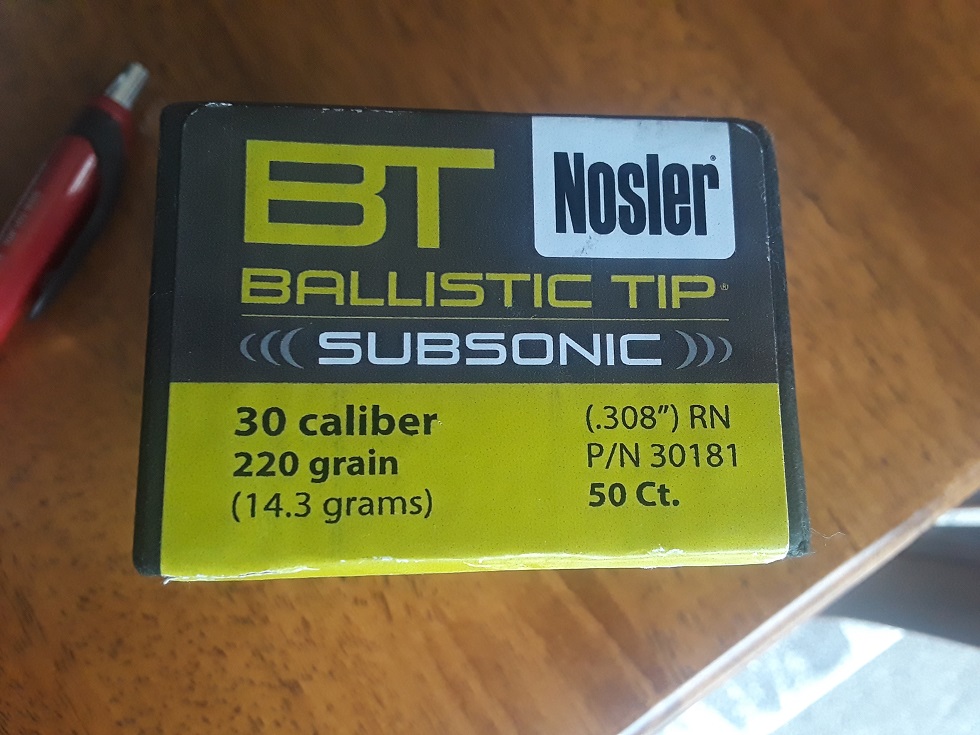 BT
Nosler®
BALLISTIC TIP®
SUBSONIC
30 caliber
220 grain
(14.3 grams)
(.308") RN
P/N 30181
50 Ct.